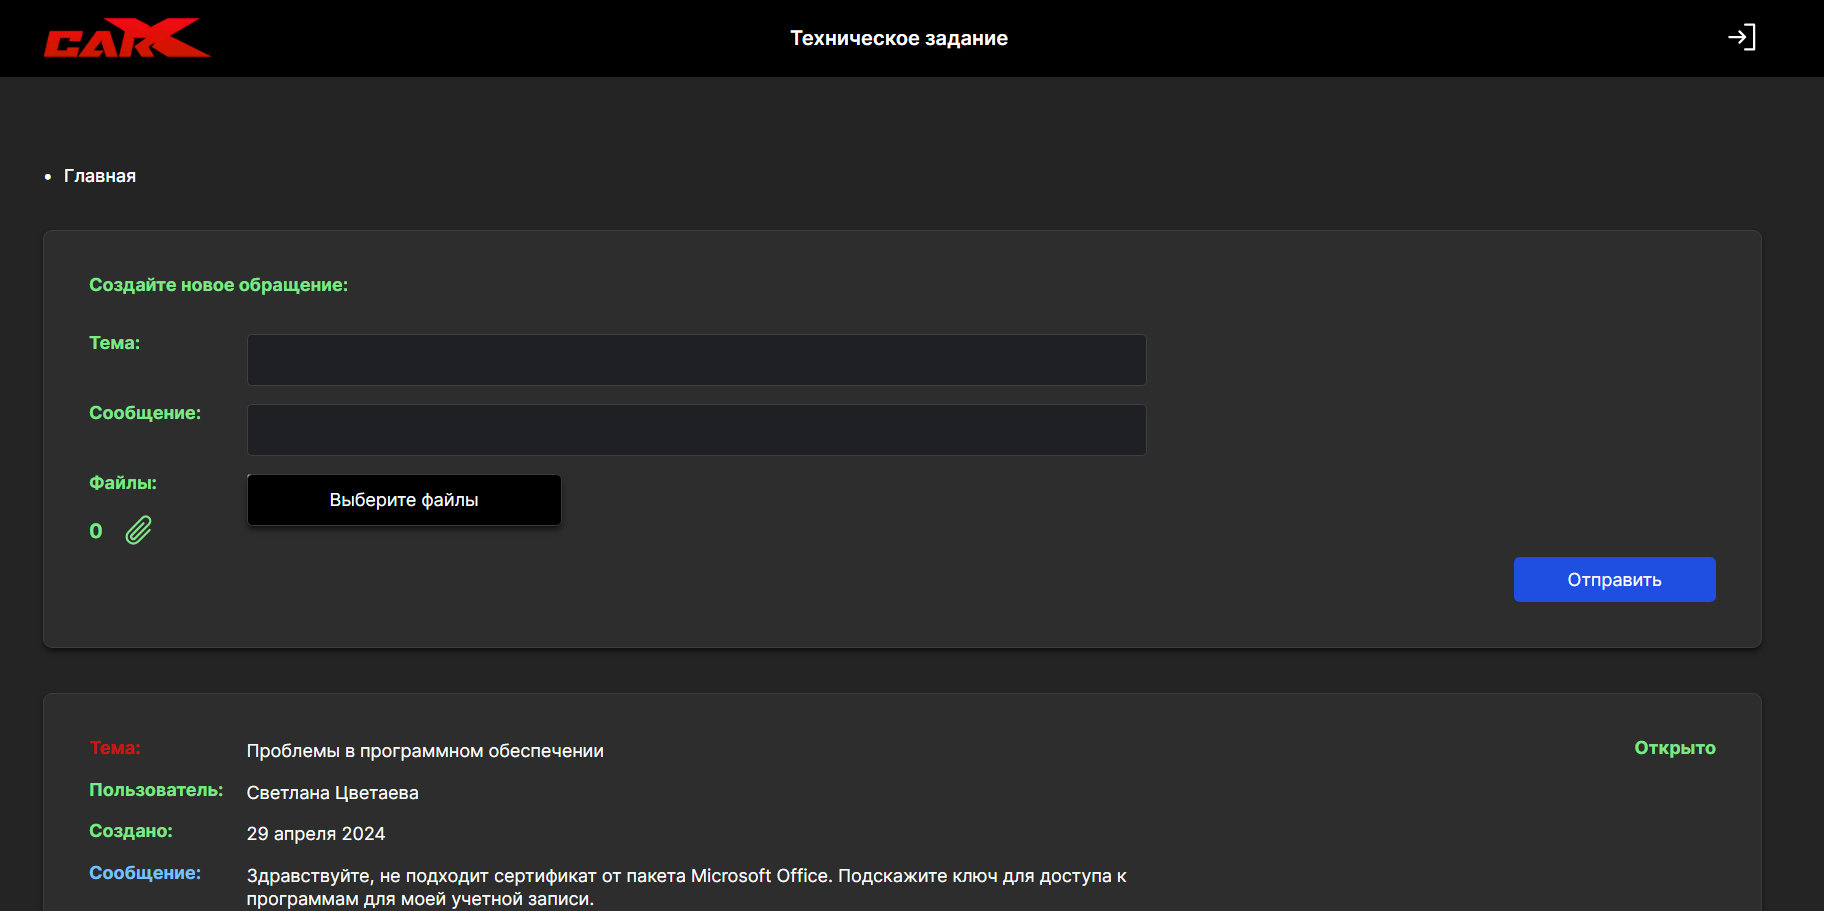 CARX
Техническое задание
• Главная
Создайте новое обращение:
Тема:
Сообщение:
Файлы:
Выберите файлы
0
Отправить
Тема: Проблемы в программном обеспечении Открыто
Пользователь: Светлана Цветаева
Создано: 29 апреля 2024
Сообщение: Здравствуйте, не подходит сертификат от пакета Microsoft Office. Подскажите ключ для доступа к
программам для моей учетной записи.